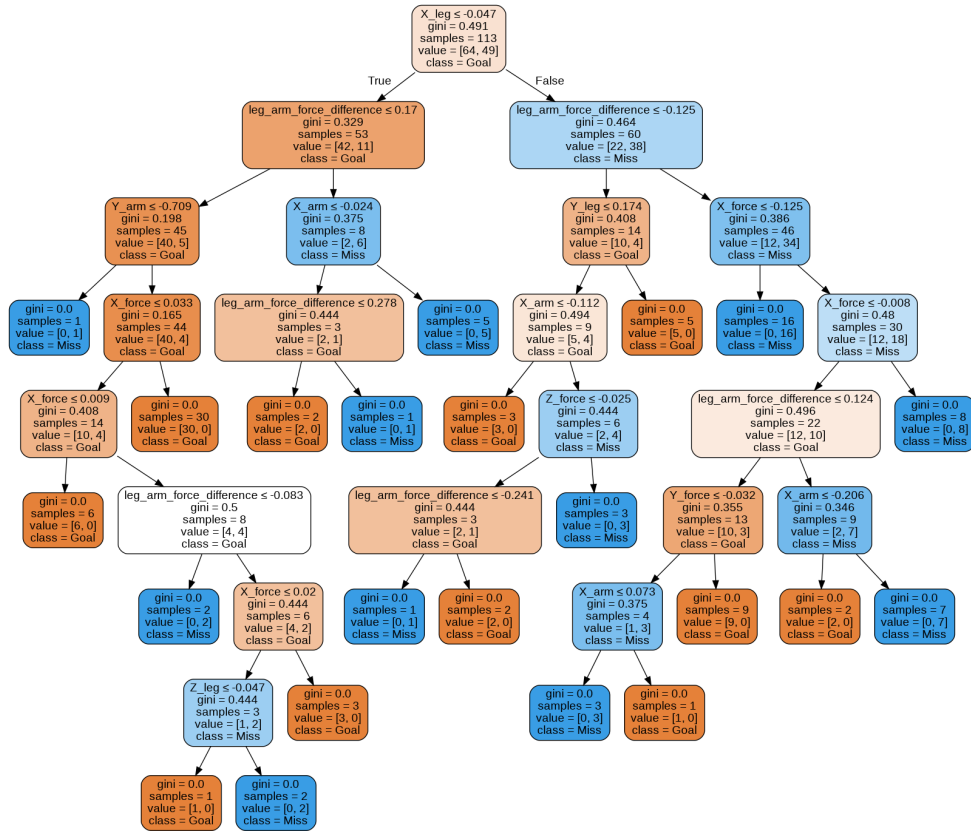 X_leg ≤ -0.047
gini = 0.491
samples = 113
value = [64, 49]
class = Goal
True
False
leg_arm_force_difference ≤ 0.17
gini = 0.329
samples = 53
value = [42, 11]
class = Goal
leg_arm_force_difference ≤ -0.125
gini = 0.464
samples = 60
value = [22, 38]
class = Miss
Y_arm ≤ -0.709
gini = 0.198
samples = 45
value = [40, 5]
class = Goal
X_arm ≤ -0.024
gini = 0.375
samples = 8
value = [2, 6]
class = Miss
Y_leg ≤ 0.174
gini = 0.408
samples = 14
value = [10, 4]
class = Goal
X_force ≤ -0.125
gini = 0.386
samples = 46
value = [12, 34]
class = Miss
gini = 0.0
samples = 1
value = [0, 1]
class = Miss
X_force ≤ 0.033
gini = 0.165
samples = 44
value = [40, 4]
class = Goal
leg_arm_force_difference ≤ 0.278
gini = 0.444
samples = 3
value = [2, 1]
class = Goal
gini = 0.0
samples = 5
value = [0, 5]
class = Miss
X_arm ≤ -0.112
gini = 0.494
samples = 9
value = [5, 4]
class = Goal
gini = 0.0
samples = 5
value = [5, 0]
class = Goal
gini = 0.0
samples = 16
value = [0, 16]
class = Miss
X_force ≤ -0.008
gini = 0.48
samples = 30
value = [12, 18]
class = Miss
X_force ≤ 0.009
gini = 0.408
samples = 14
value = [10, 4]
class = Goal
gini = 0.0
samples = 30
value = [30, 0]
class = Goal
gini = 0.0
samples = 2
value = [2, 0]
class = Goal
gini = 0.0
samples = 1
value = [0, 1]
class = Miss
gini = 0.0
samples = 3
value = [3, 0]
class = Goal
Z_force ≤ -0.025
gini = 0.444
samples = 6
value = [2, 4]
class = Miss
leg_arm_force_difference ≤ 0.124
gini = 0.496
samples = 22
value = [12, 10]
class = Goal
gini = 0.0
samples = 8
value = [0, 8]
class = Miss
gini = 0.0
samples = 6
value = [6, 0]
class = Goal
leg_arm_force_difference ≤ -0.083
gini = 0.5
samples = 8
value = [4, 4]
class = Goal
leg_arm_force_difference ≤ -0.241
gini = 0.444
samples = 3
value = [2, 1]
class = Goal
gini = 0.0
samples = 3
value = [0, 3]
class = Miss
Y_force ≤ -0.032
gini = 0.355
samples = 13
value = [10, 3]
class = Goal
X_arm ≤ -0.206
gini = 0.346
samples = 9
value = [2, 7]
class = Miss
gini = 0.0
samples = 2
value = [0, 2]
class = Miss
X_force ≤ 0.02
gini = 0.444
samples = 6
value = [4, 2]
class = Goal
gini = 0.0
samples = 1
value = [0, 1]
class = Miss
gini = 0.0
samples = 2
value = [2, 0]
class = Goal
X_arm ≤ 0.073
gini = 0.375
samples = 4
value = [1, 3]
class = Miss
gini = 0.0
samples = 9
value = [9, 0]
class = Goal
gini = 0.0
samples = 2
value = [2, 0]
class = Goal
gini = 0.0
samples = 7
value = [0, 7]
class = Miss
Z_leg ≤ -0.047
gini = 0.444
samples = 3
value = [1, 2]
class = Miss
gini = 0.0
samples = 3
value = [3, 0]
class = Goal
gini = 0.0
samples = 3
value = [0, 3]
class = Miss
gini = 0.0
samples = 1
value = [1, 0]
class = Goal
gini = 0.0
samples = 1
value = [1, 0]
class = Goal
gini = 0.0
samples = 2
value = [0, 2]
class = Miss